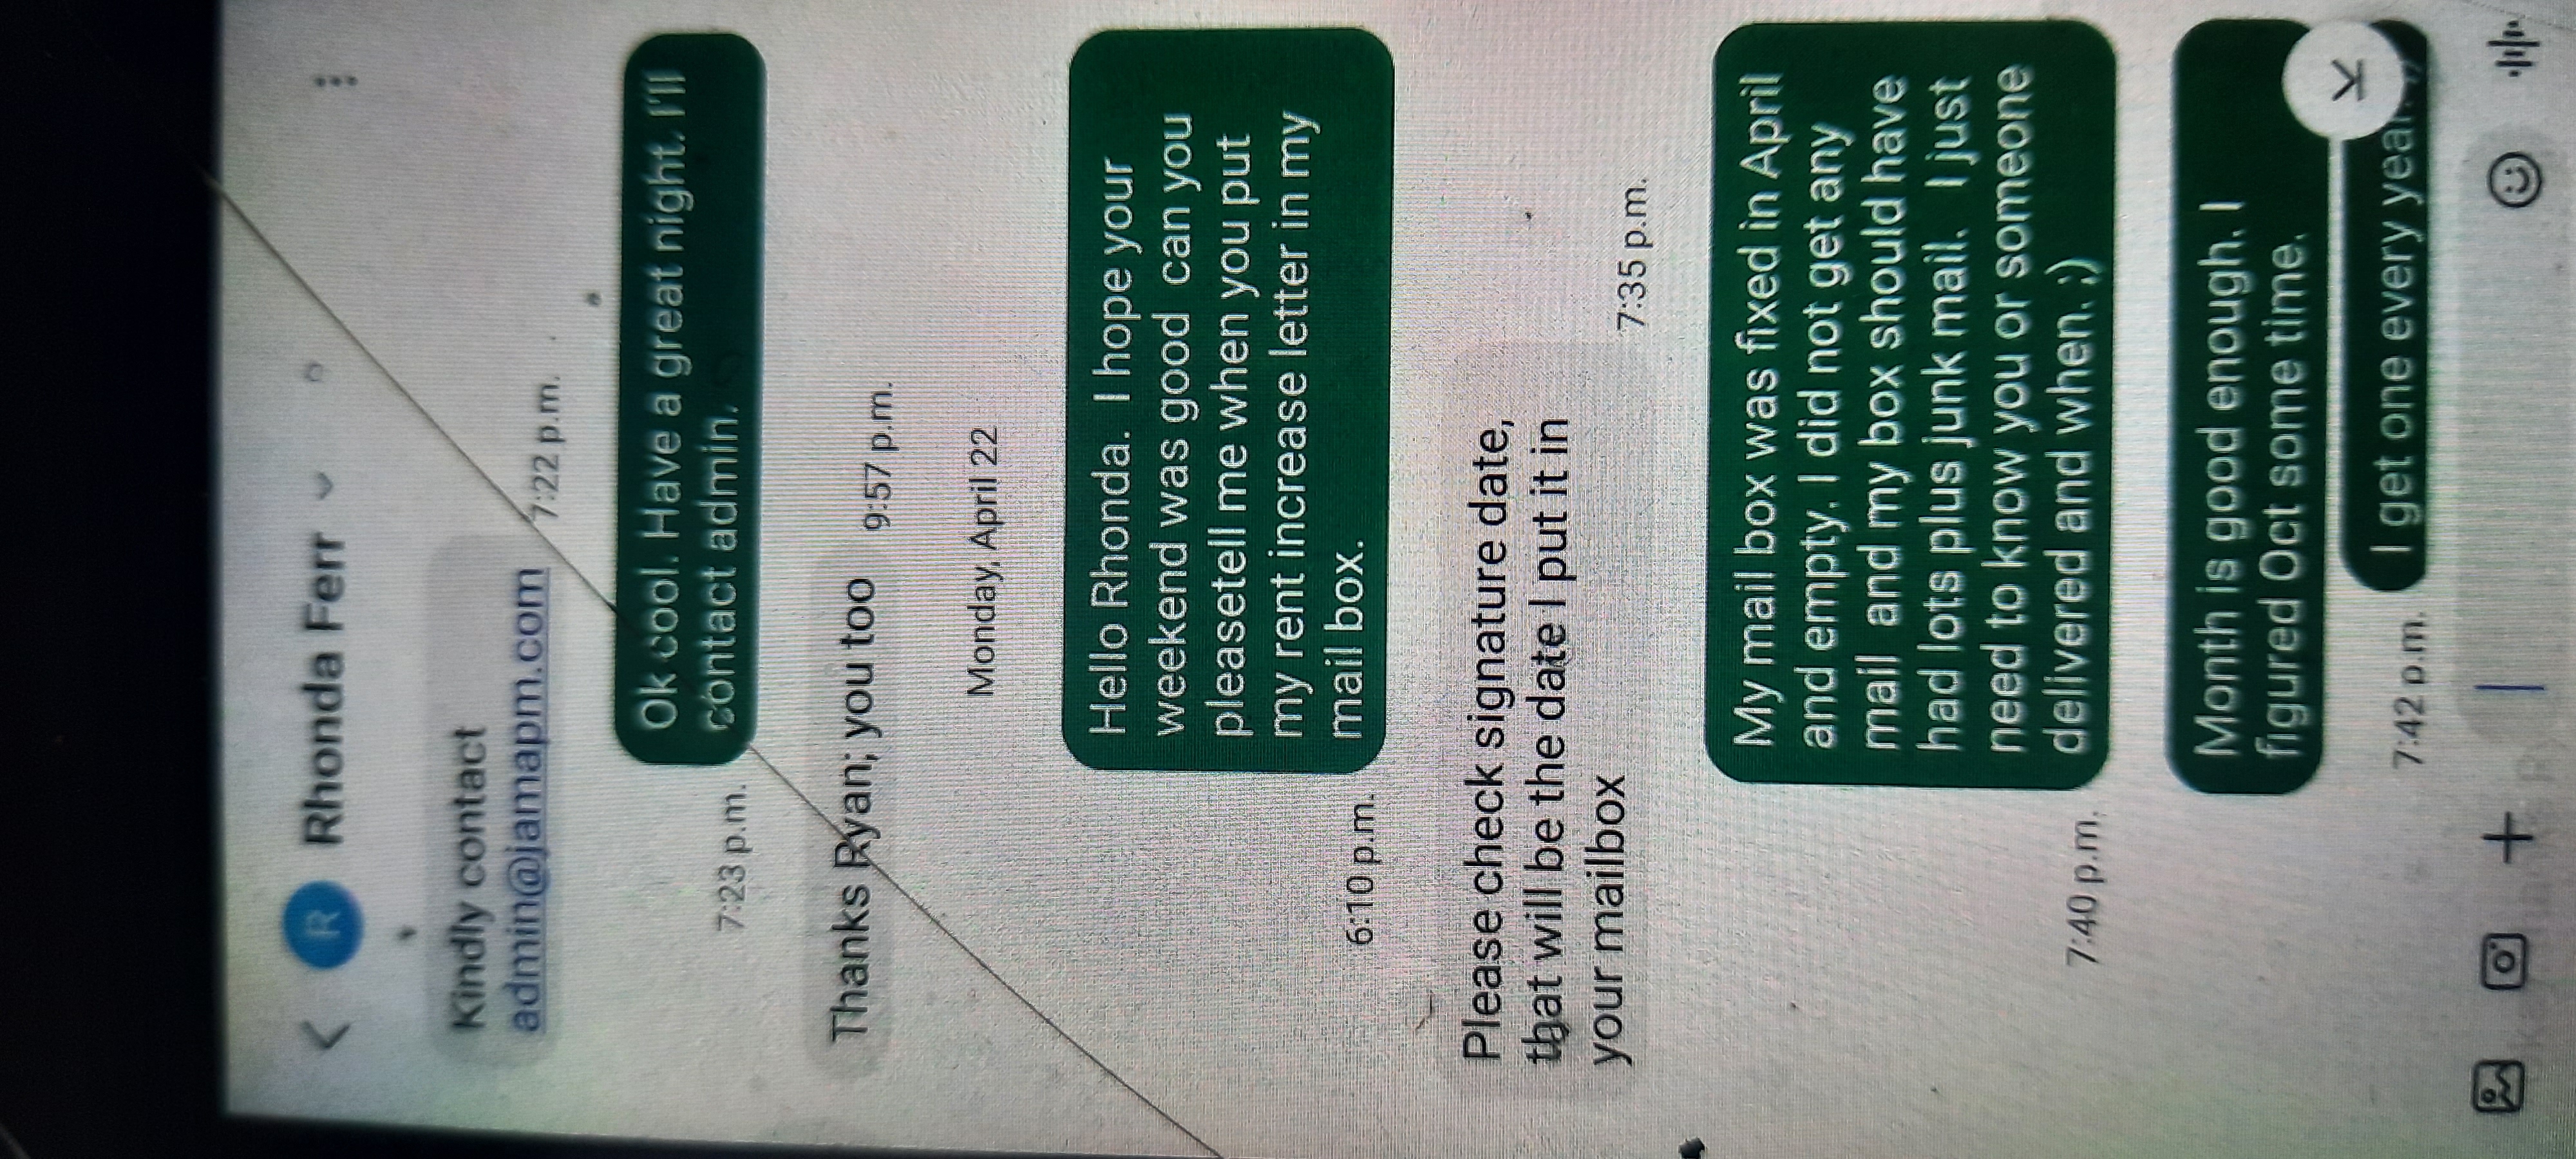 R Rhonda Ferr
Kindly contact
admin@jamapm.com
7:22 p.m.
Ok cool. Have a great night. I'll
contact admin.
7:23 p.m.
Thanks Ryan; you too
9:57 p.m.
Monday, April 22
Hello Rhonda.  I hope your
weekend was good  can you
pleasetell me when you put
my rent increase letter in my
mail box.
6:10 p.m.
Please check signature date,
that will be the date I put it in
your mailbox
7:35 p.m.
My mail box was fixed in April
and empty. I did not get any
mail  and my box should have
had lots plus junk mail.   I just
need to know you or someone
delivered and when. ;)
7:40 p.m.
Month is good enough. I
figured Oct some time.
I get one every year
7:42 p.m.